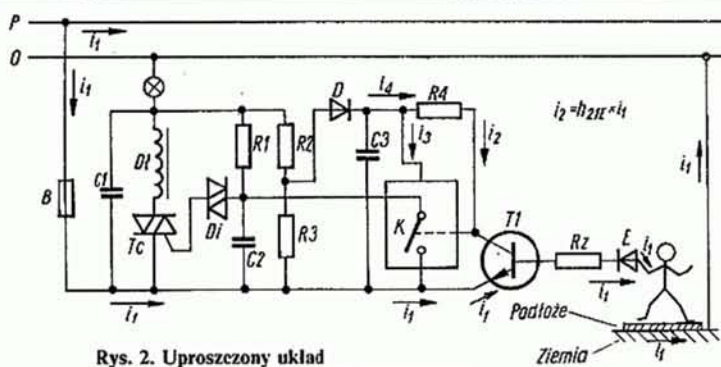 P
i₁
O
i₁
D
i₄
R4
i₂=h₂₁E×i₁
R1
R2
C3
i₃
i₂
i₁
C1
Dł
B
Di
K
T1
Tc
C2
R3
Rz
E
i₁
i₁
i₁
i₁
i₁
Podłoże
Ziemia
i₁
Rys. 2. Uproszczony układ